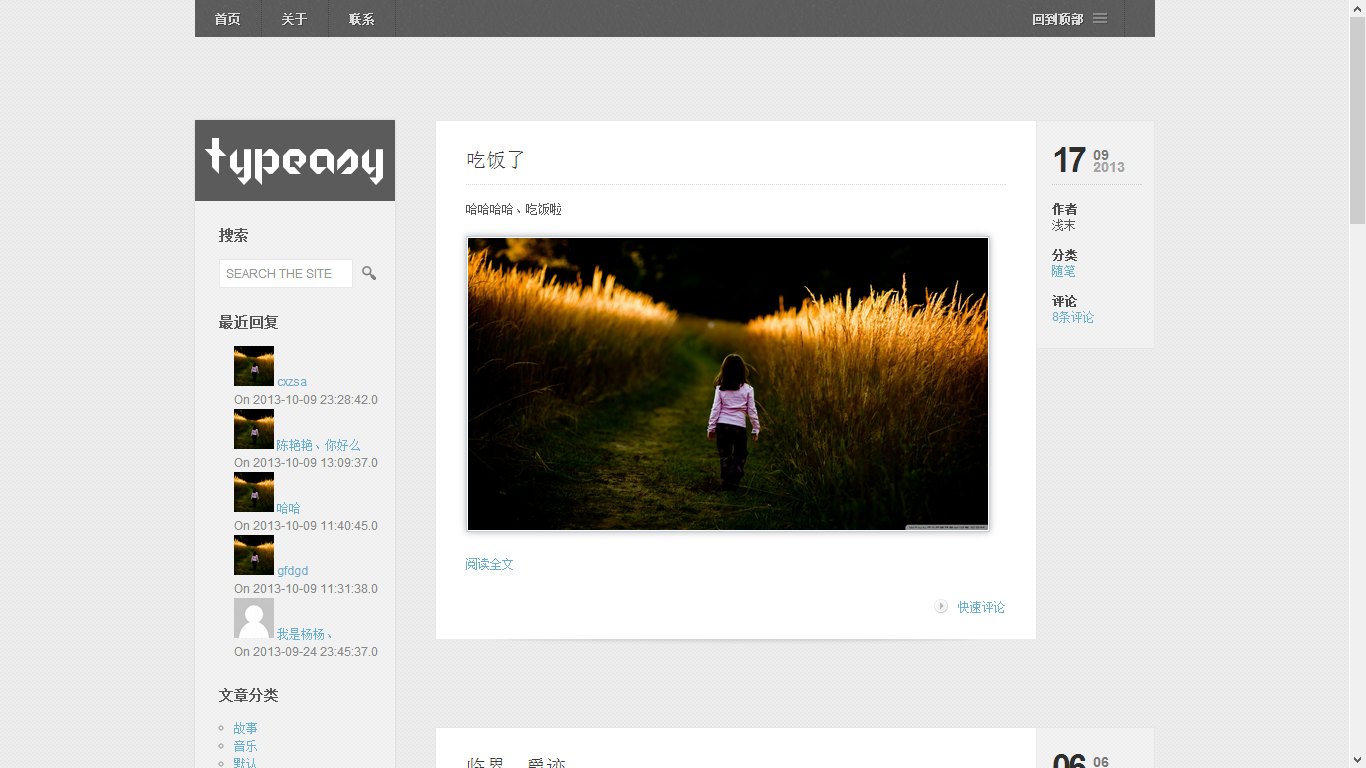 首页
关于
联系
回到顶部
typeasy
搜索
SEARCH THE SITE
最近回复
cxzsa
On 2013-10-09 23:28:42.0
陈艳艳、你好么
On 2013-10-09 13:09:37.0
哈哈
On 2013-10-09 11:40:45.0
gfdgd
On 2013-10-09 11:31:38.0
我是杨杨、
On 2013-09-24 23:45:37.0
文章分类
故事
音乐
默认
吃饭了
哈哈哈哈、吃饭啦
阅读全文
快速评论
17 09 2013
作者
浅末
分类
随笔
评论
8条评论
临界、爵迹
06 06